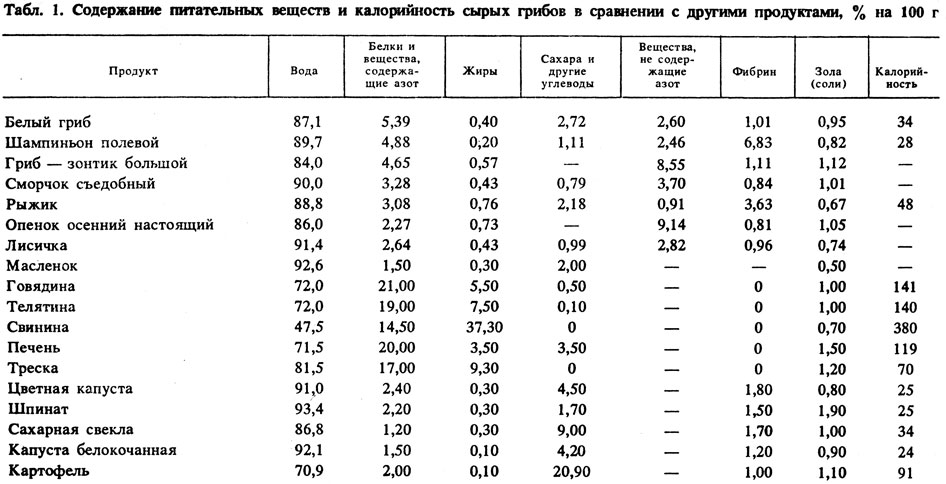 Табл. 1. Содержание питательных веществ и калорийность сырых грибов в сравнении с другими продуктами, % на 100 г
Продукт Вода Белки и вещества, содержа- щие азот Жиры Сахара и другие углеводы Вещества, не содер- жащие азот Фибрин Зола (соли) Калорий- ность
Белый гриб 87,1 5,39 0,40 2,72 2,60 1,01 0,95 34
Шампиньон полевой 89,7 4,88 0,20 1,11 2,46 6,83 0,82 28
Гриб — зонтик большой 84,0 4,65 0,57 — 8,55 1,11 1,12 —
Сморчок съедобный 90,0 3,28 0,43 0,79 3,70 0,84 1,01 —
Рыжик 88,8 3,08 0,76 2,18 0,91 3,63 0,67 48
Опенок осенний настоящий 86,0 2,27 0,73 — 9,14 0,81 1,05 —
Лисичка 91,4 2,64 0,43 0,99 2,82 0,96 0,74 —
Масленок 92,6 1,50 0,30 2,00 — — 0,50 —
Говядина 72,0 21,00 5,50 0,50 — 0 1,00 141
Телятина 72,0 19,00 7,50 0,10 — 0 1,00 140
Свинина 47,5 14,50 37,30 0 — 0 0,70 380
Печень 71,5 20,00 3,50 3,50 — 0 1,50 119
Треска 81,5 17,00 9,30 0 — 0 1,20 70
Цветная капуста 91,0 2,40 0,30 4,50 — 1,80 0,80 25
Шпинат 93,4 2,20 0,30 1,70 — 1,50 1,90 25
Сахарная свекла 86,8 1,20 0,30 9,00 — 1,70 1,00 34
Капуста белокочанная 92,1 1,50 0,10 4,20 — 1,20 0,90 24
Картофель 70,9 2,00 0,10 20,90 — 1,00 1,10 91